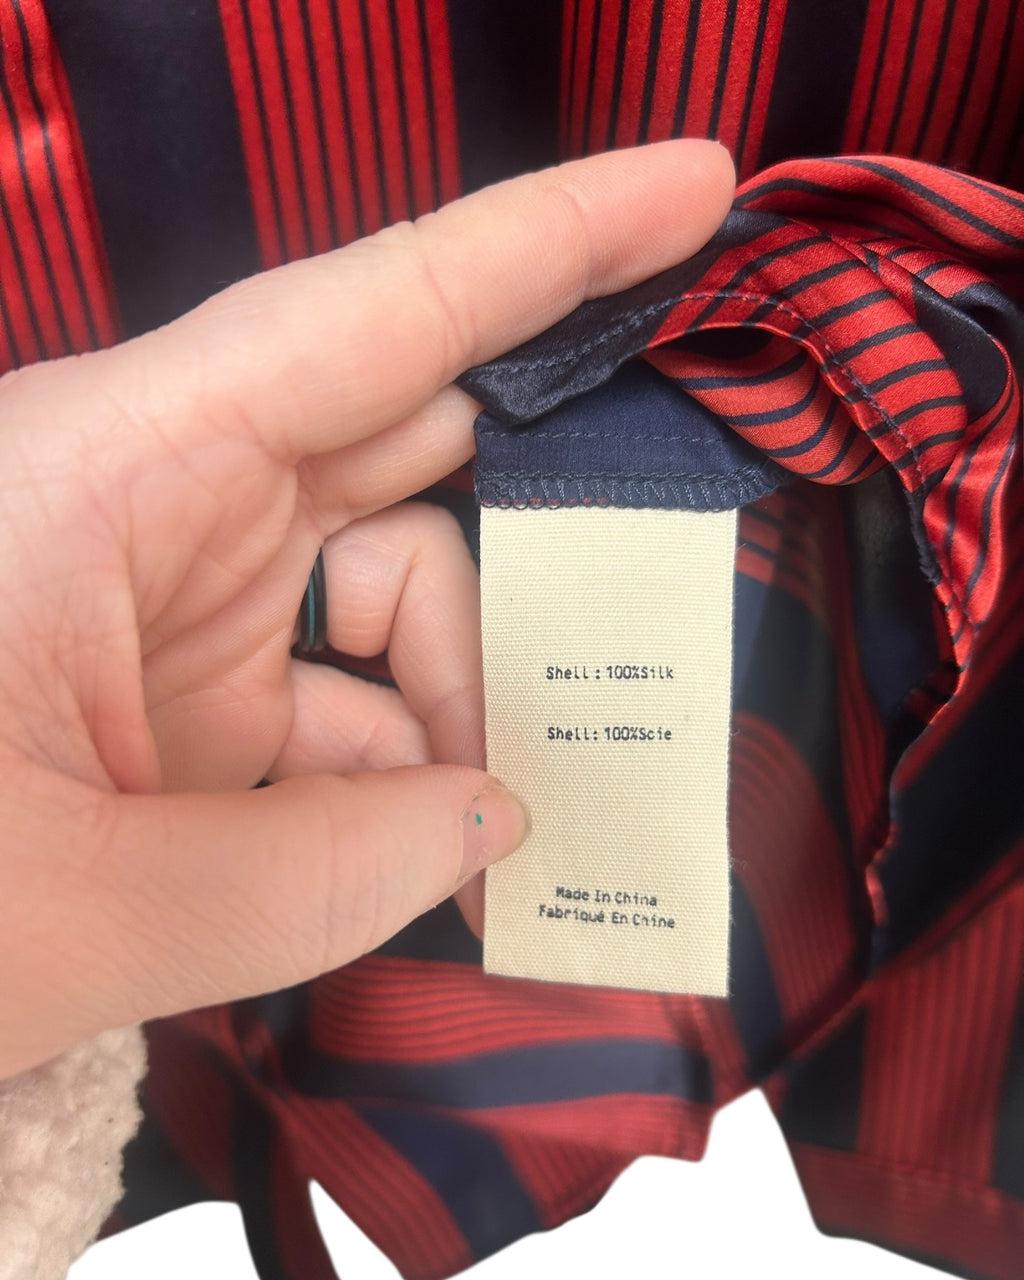 Shell: 100%Silk
Shell: 100%Scie
Made In China
Fabriqué En Chine